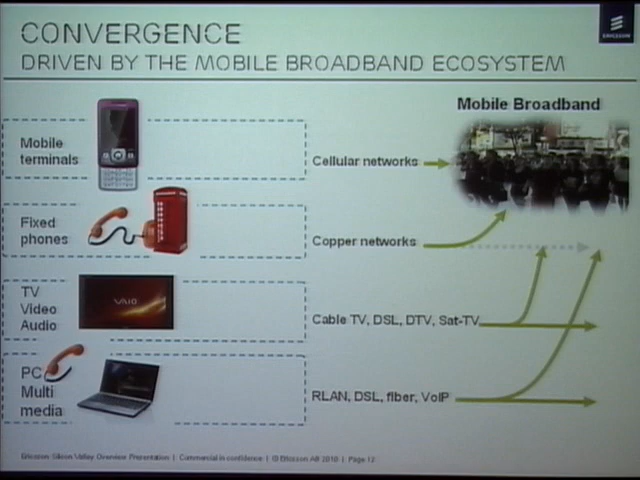 CONVERGENCE
DRIVEN BY THE MOBILE BROADBAND ECOSYSTEM
ERICSSON
Mobile Broadband
Mobile
terminals
Cellular networks
Fixed
phones
Copper networks
TV
Video
Audio
VAIO
Cable TV, DSL, DTV, Sat-TV
PC
Multi
media
RLAN, DSL, fiber, VoIP
Ericsson Silicon Valley Overview Presentation | Commercial in confidence | © Ericsson AB 2010 | Page 12